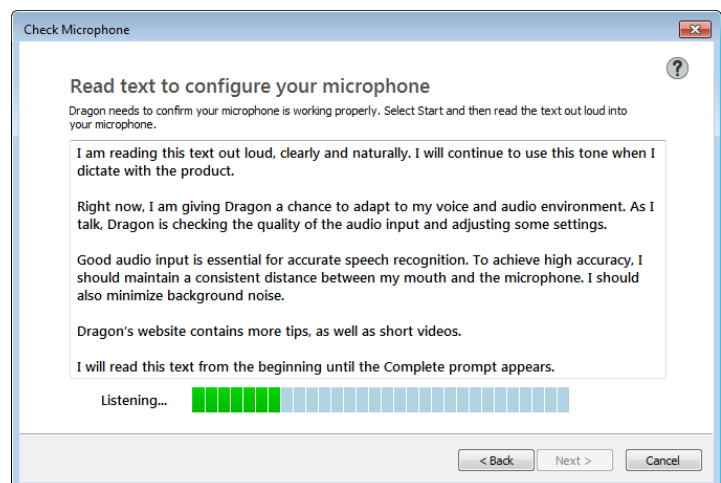 Check Microphone
?
Read text to configure your microphone
Dragon needs to confirm your microphone is working properly. Select Start and then read the text out loud into
your microphone.
I am reading this text out loud, clearly and naturally. I will continue to use this tone when I
dictate with the product.
Right now, I am giving Dragon a chance to adapt to my voice and audio environment. As I
talk, Dragon is checking the quality of the audio input and adjusting some settings.
Good audio input is essential for accurate speech recognition. To achieve high accuracy, I
should maintain a consistent distance between my mouth and the microphone. I should
also minimize background noise.
Dragon's website contains more tips, as well as short videos.
I will read this text from the beginning until the Complete prompt appears.
Listening...
< Back Next > Cancel